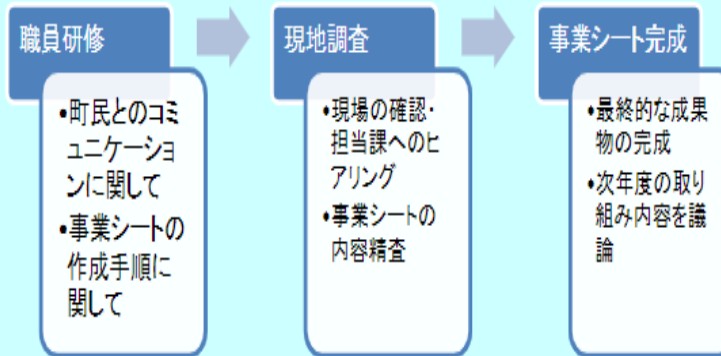 職員研修
•町民とのコミ
ュニケーショ
ンに関して
•事業シートの
作成手順に
関して
現地調査
•現場の確認・
担当課へのヒ
アリング
•事業シートの
内容精査
事業シート完成
•最終的な成果
物の完成
•次年度の取り
組み内容を議
論